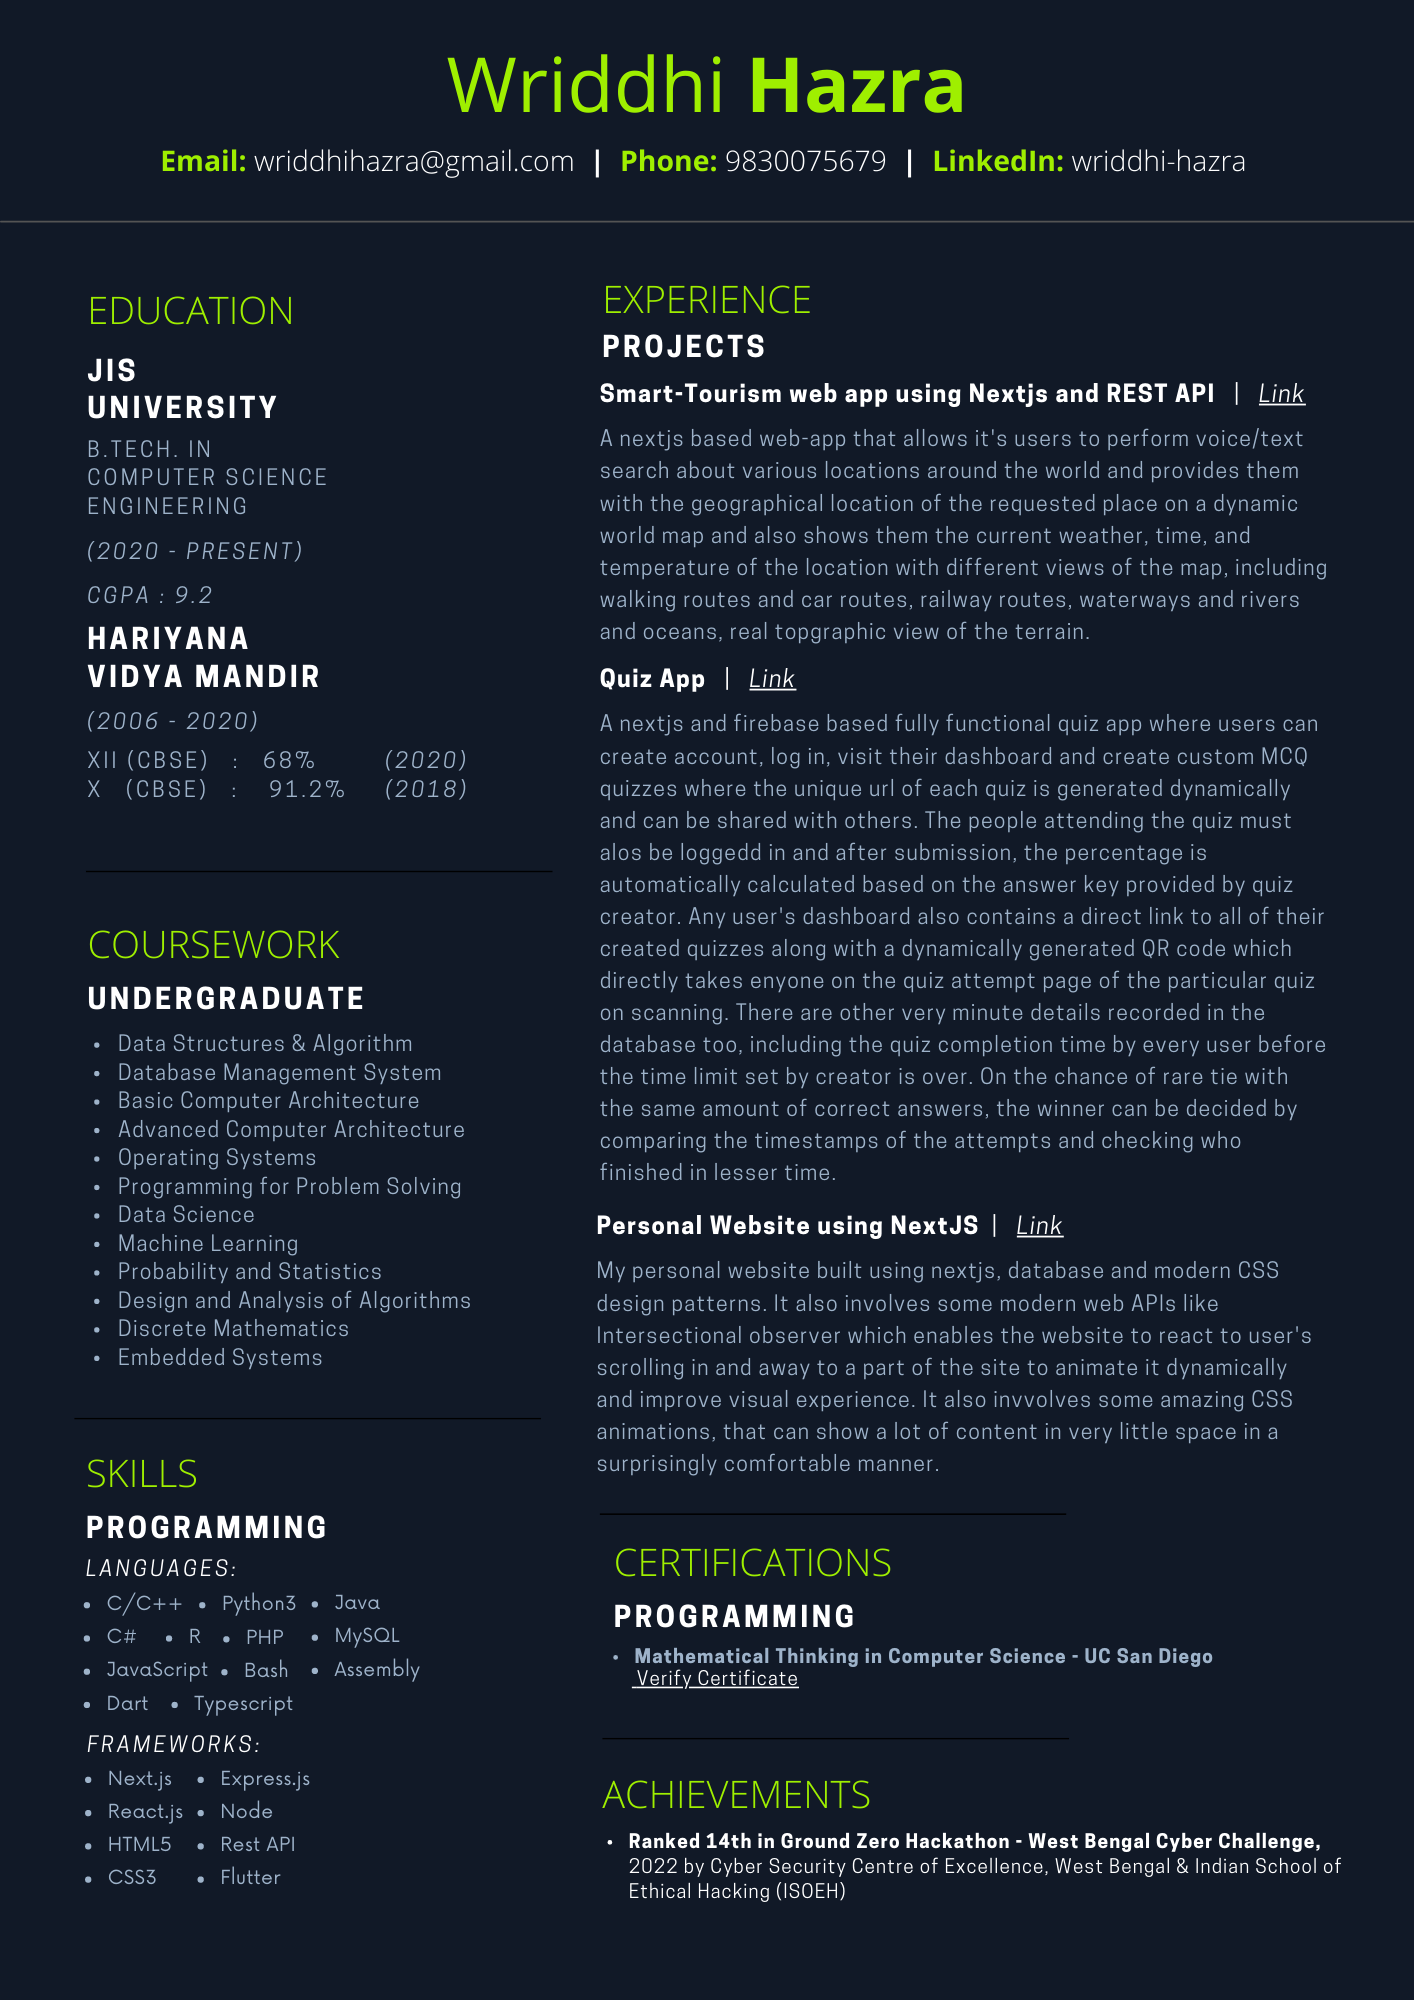 Wriddhi Hazra
Email: wriddhihazra@gmail.com | Phone: 9830075679 | LinkedIn: wriddhi-hazra
EDUCATION
JIS
UNIVERSITY
B.TECH. IN
COMPUTER SCIENCE
ENGINEERING
(2020 - PRESENT)
CGPA : 9.2
HARIYANA
VIDYA MANDIR
(2006 - 2020)
XII (CBSE) : 68% (2020)
X (CBSE) : 91.2% (2018)
COURSEWORK
UNDERGRADUATE
• Data Structures & Algorithm
• Database Management System
• Basic Computer Architecture
• Advanced Computer Architecture
• Operating Systems
• Programming for Problem Solving
• Data Science
• Machine Learning
• Probability and Statistics
• Design and Analysis of Algorithms
• Discrete Mathematics
• Embedded Systems
SKILLS
PROGRAMMING
LANGUAGES:
• C/C++ • Python3 • Java
• C# • R • PHP • MySQL
• JavaScript • Bash • Assembly
• Dart • Typescript
FRAMEWORKS:
• Next.js • Express.js
• React.js • Node
• HTML5 • Rest API
• CSS3 • Flutter
EXPERIENCE
PROJECTS
Smart-Tourism web app using Nextjs and REST API | Link
A nextjs based web-app that allows it's users to perform voice/text
search about various locations around the world and provides them
with the geographical location of the requested place on a dynamic
world map and also shows them the current weather, time, and
temperature of the location with different views of the map, including
walking routes and car routes, railway routes, waterways and rivers
and oceans, real topgraphic view of the terrain.
Quiz App | Link
A nextjs and firebase based fully functional quiz app where users can
create account, log in, visit their dashboard and create custom MCQ
quizzes where the unique url of each quiz is generated dynamically
and can be shared with others. The people attending the quiz must
alos be loggedd in and after submission, the percentage is
automatically calculated based on the answer key provided by quiz
creator. Any user's dashboard also contains a direct link to all of their
created quizzes along with a dynamically generated QR code which
directly takes enyone on the quiz attempt page of the particular quiz
on scanning. There are other very minute details recorded in the
database too, including the quiz completion time by every user before
the time limit set by creator is over. On the chance of rare tie with
the same amount of correct answers, the winner can be decided by
comparing the timestamps of the attempts and checking who
finished in lesser time.
Personal Website using NextJS | Link
My personal website built using nextjs, database and modern CSS
design patterns. It also involves some modern web APIs like
Intersectional observer which enables the website to react to user's
scrolling in and away to a part of the site to animate it dynamically
and improve visual experience. It also invvolves some amazing CSS
animations, that can show a lot of content in very little space in a
surprisingly comfortable manner.
CERTIFICATIONS
PROGRAMMING
• Mathematical Thinking in Computer Science - UC San Diego
Verify Certificate
ACHIEVEMENTS
• Ranked 14th in Ground Zero Hackathon - West Bengal Cyber Challenge,
2022 by Cyber Security Centre of Excellence, West Bengal & Indian School of
Ethical Hacking (ISOEH)